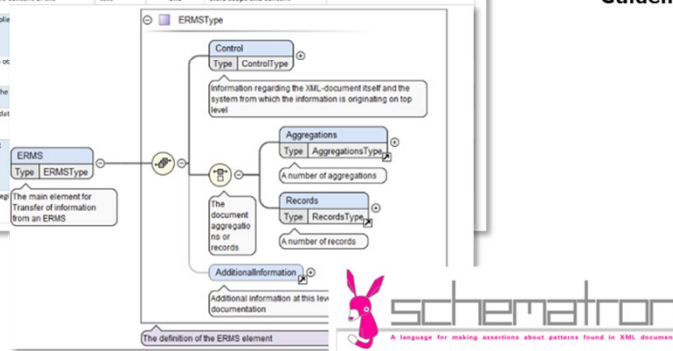 ERMSType
Control
Type ControlType
Information regarding the XML-document itself and the
system from which the information is originating on top
level
Aggregations
Type AggregationsType
A number of aggregations
ERMS
Type ERMSType
The main element for
Transfer of information
from an ERMS
The
document
aggregatio
ns or
records
Records
Type RecordsType
A number of records
AdditionalInformation
Additional information at this
documentation
The definition of the ERMS element
schematron
A language for making assertions about patterns found in XML